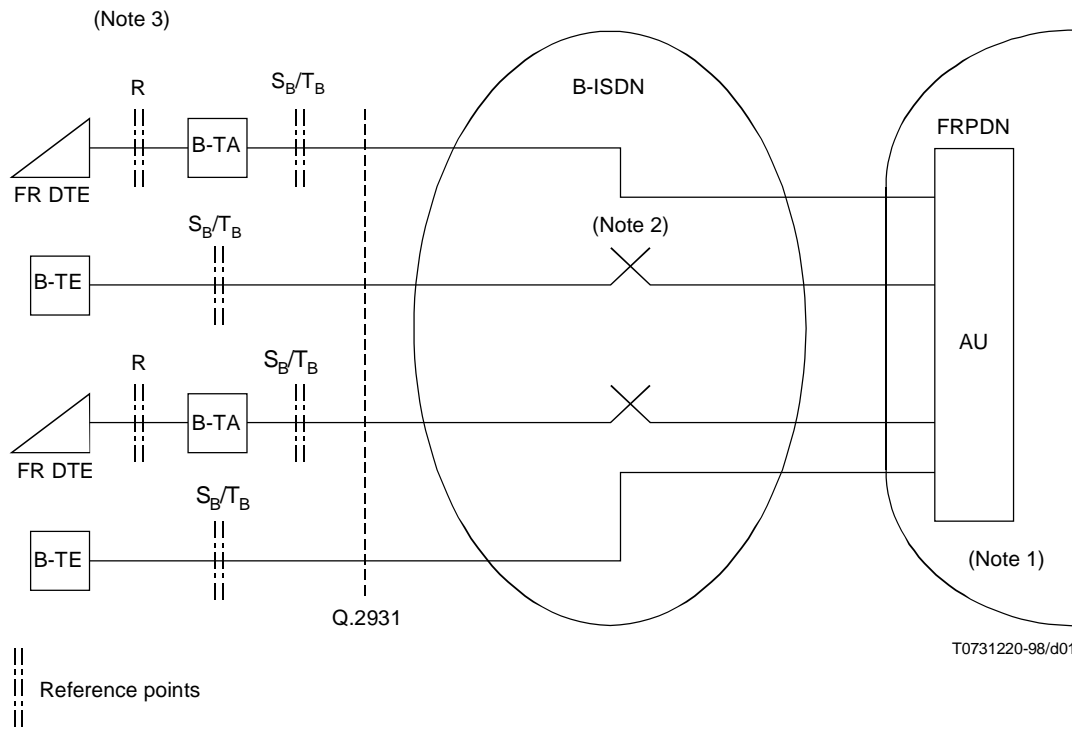 (Note 3)
B-ISDN
R
S_B/T_B
FRPDN
B-TA
FR DTE
S_B/T_B
(Note 2)
B-TE
AU
R
S_B/T_B
B-TA
FR DTE
S_B/T_B
B-TE
(Note 1)
Q.2931
T0731220-98/d01
Reference points